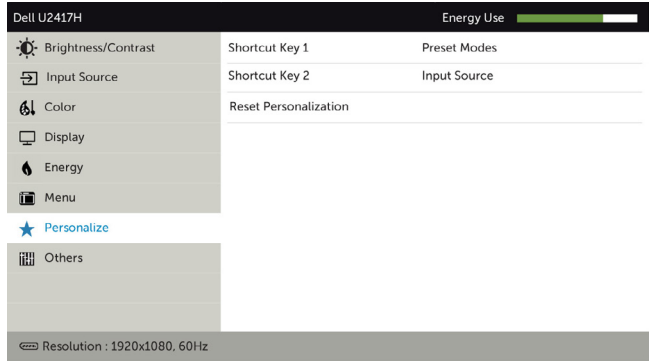 Dell U2417H Energy Use
Brightness/Contrast Shortcut Key 1 Preset Modes
Input Source Shortcut Key 2 Input Source
Color Reset Personalization
Display
Energy
Menu
Personalize
Others
Resolution : 1920x1080, 60Hz